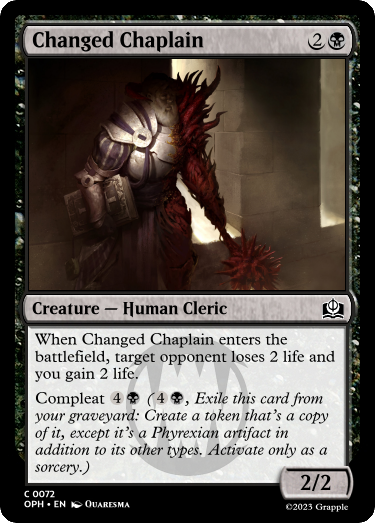 Changed Chaplain 2
Creature — Human Cleric
When Changed Chaplain enters the
battlefield, target opponent loses 2 life and
you gain 2 life.
Compleat 4 ( 4 , Exile this card from
your graveyard: Create a token that's a copy
of it, except it's a Phyrexian artifact in
addition to its other types. Activate only as a
sorcery.)
2/2
C 0072
OPH • EN Quaresma
©2023 Grapple